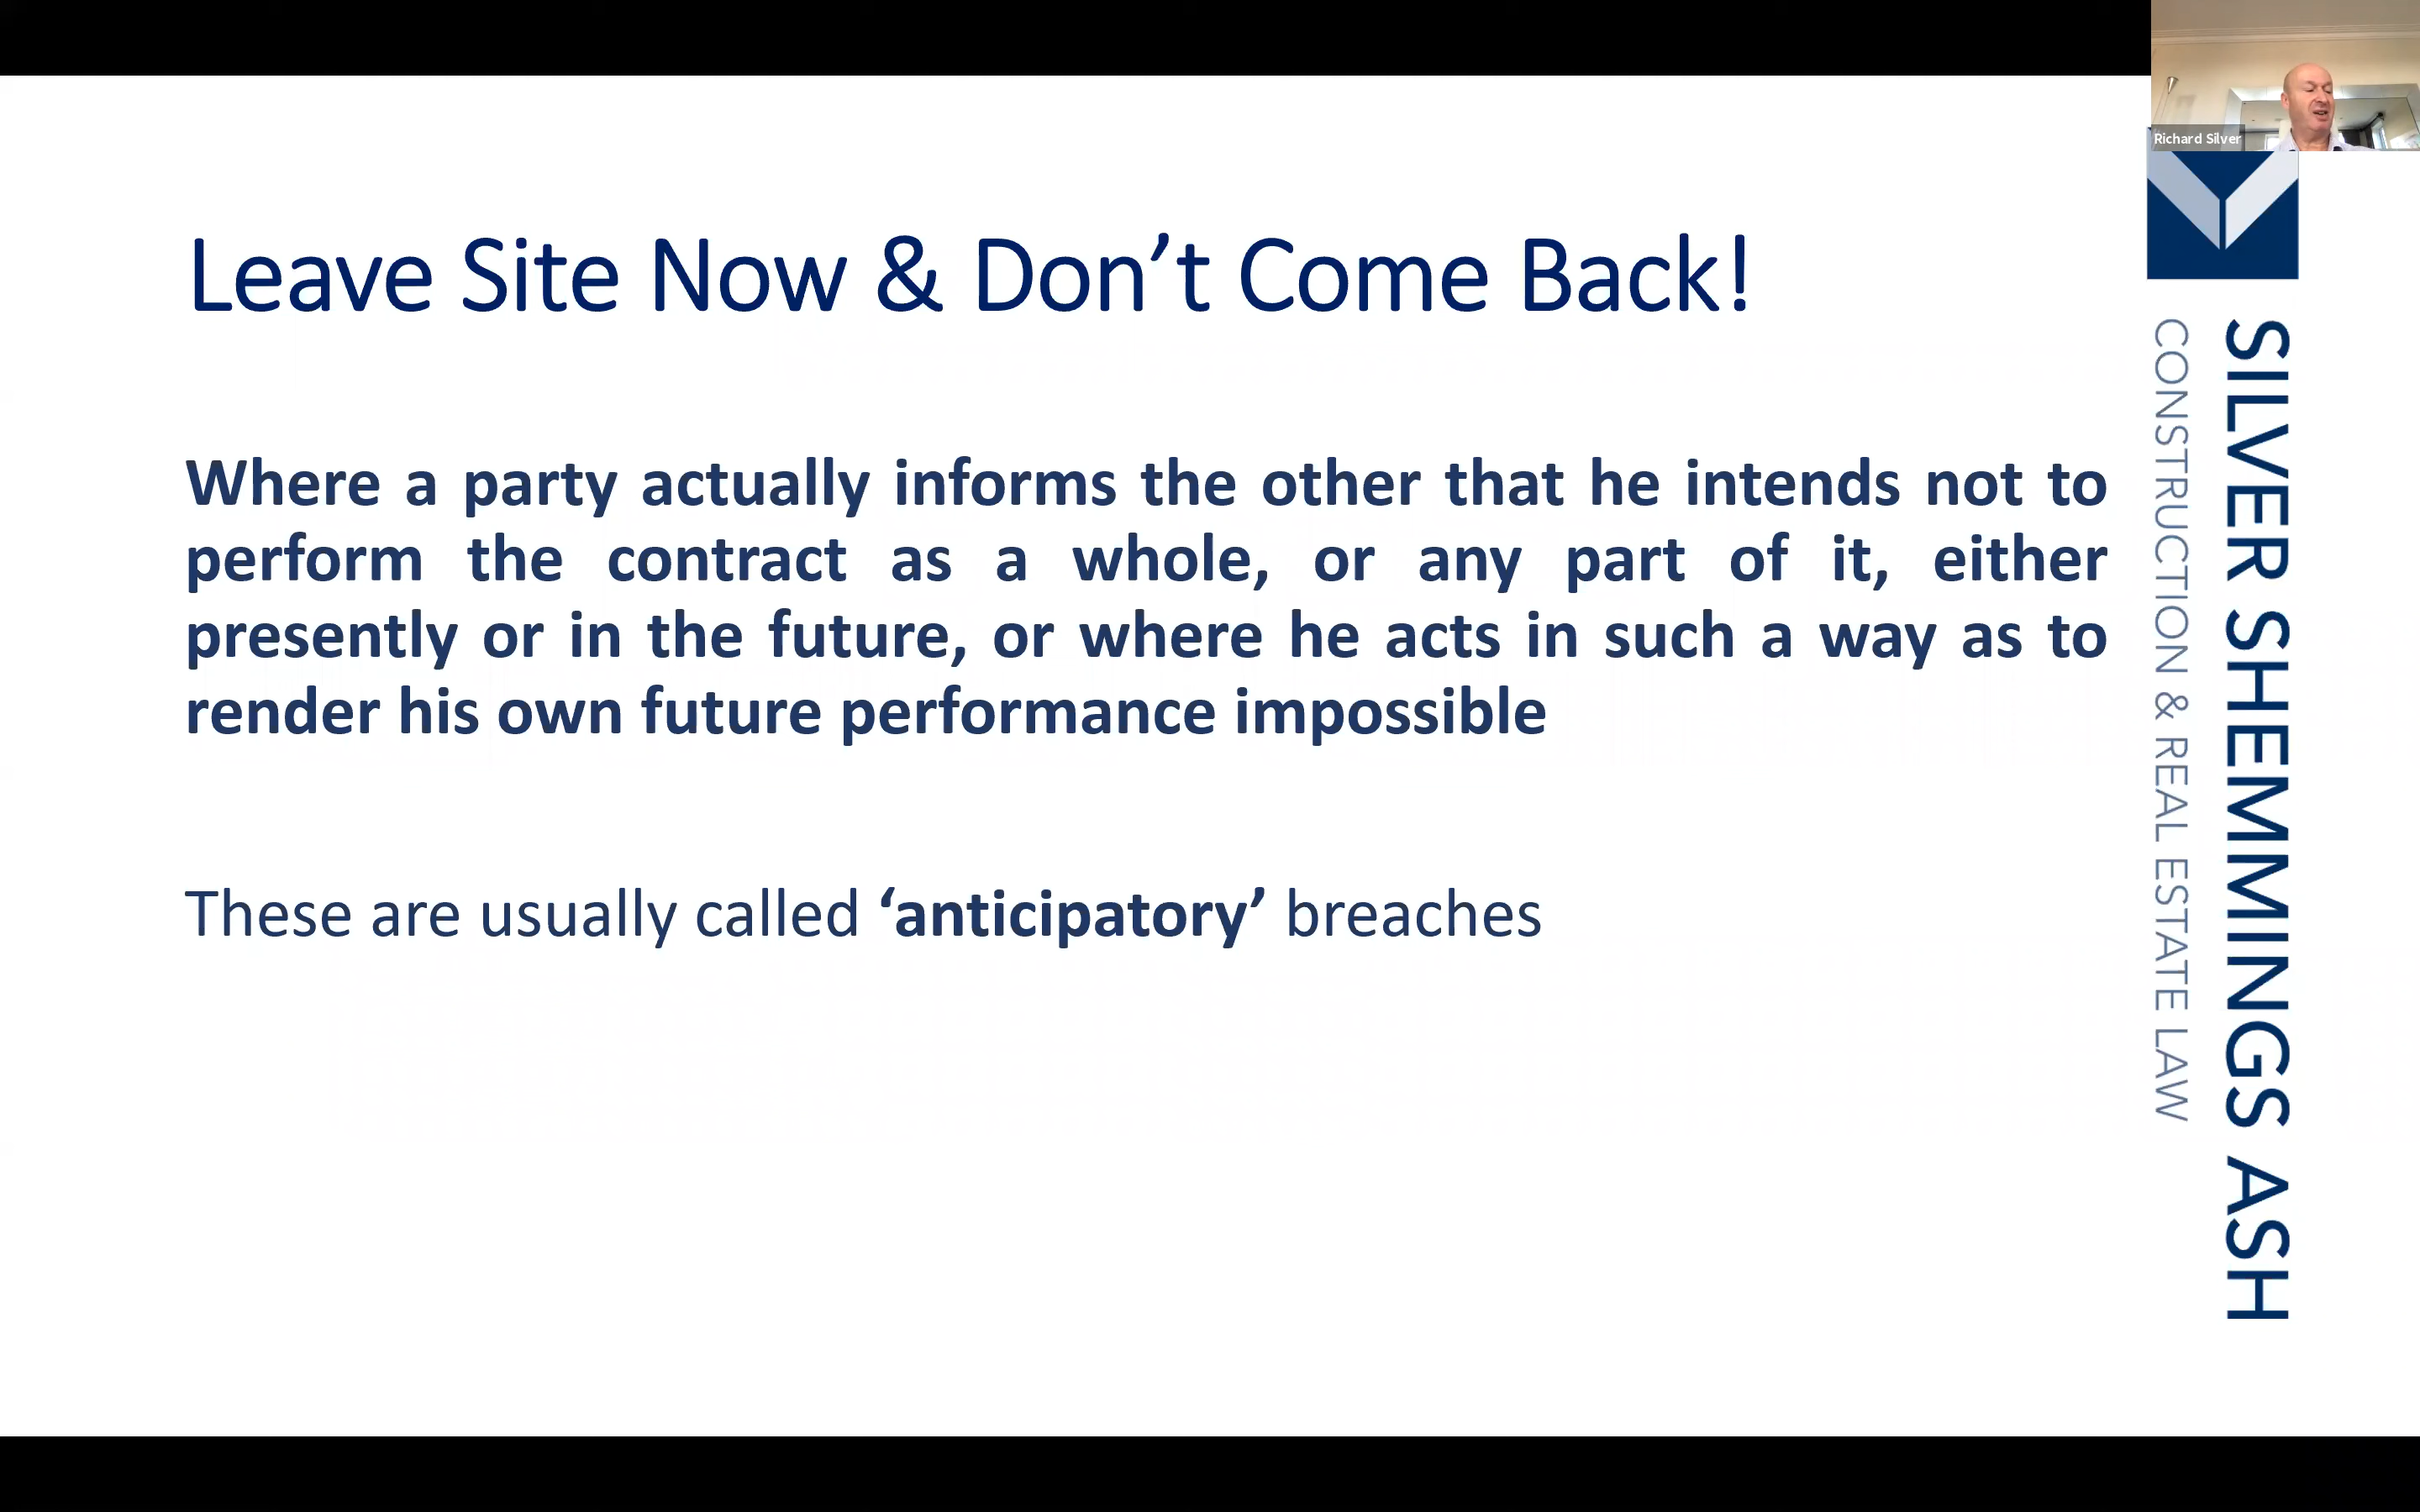 Richard Silver
Leave Site Now & Don’t Come Back!
Where a party actually informs the other that he intends not to
perform the contract as a whole, or any part of it, either
presently or in the future, or where he acts in such a way as to
render his own future performance impossible
These are usually called ‘anticipatory’ breaches
SILVER SHEMMINGS ASH
CONSTRUCTION & REAL ESTATE LAW